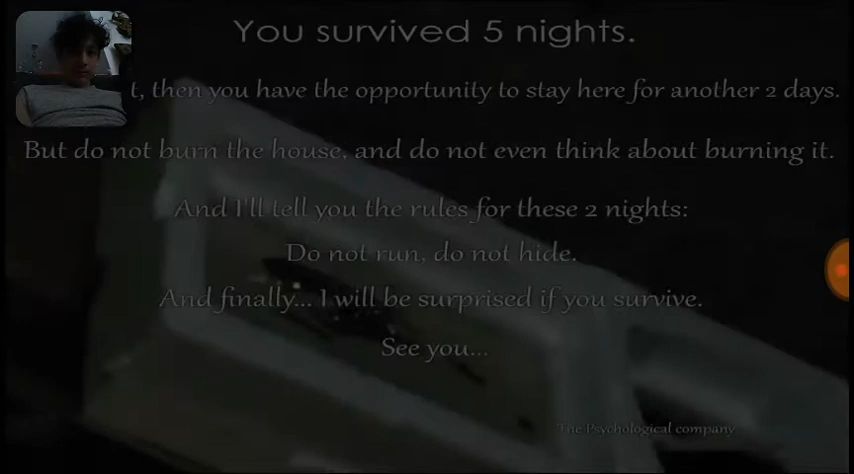 You survived 5 nights.
t, then you have the opportunity to stay here for another 2 days.
But do not burn the house, and do not even think about burning it.
And I'll tell you the rules for these 2 nights:
Do not run, do not hide.
And finally... I will be surprised if you survive.
See you...
The Psychological company